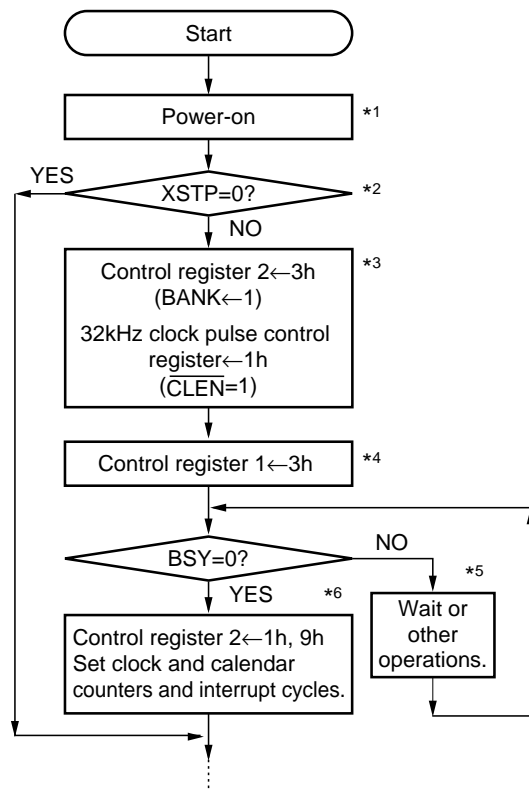 Start
Power-on
*1
YES
XSTP=0?
*2
NO
Control register 2←3h
(BANK←1)
32kHz clock pulse control
register←1h
(C̅L̅E̅N̅=1)
*3
Control register 1←3h
*4
BSY=0?
NO
YES
*5
Wait or
other
operations.
*6
Control register 2←1h, 9h
Set clock and calendar
counters and interrupt cycles.